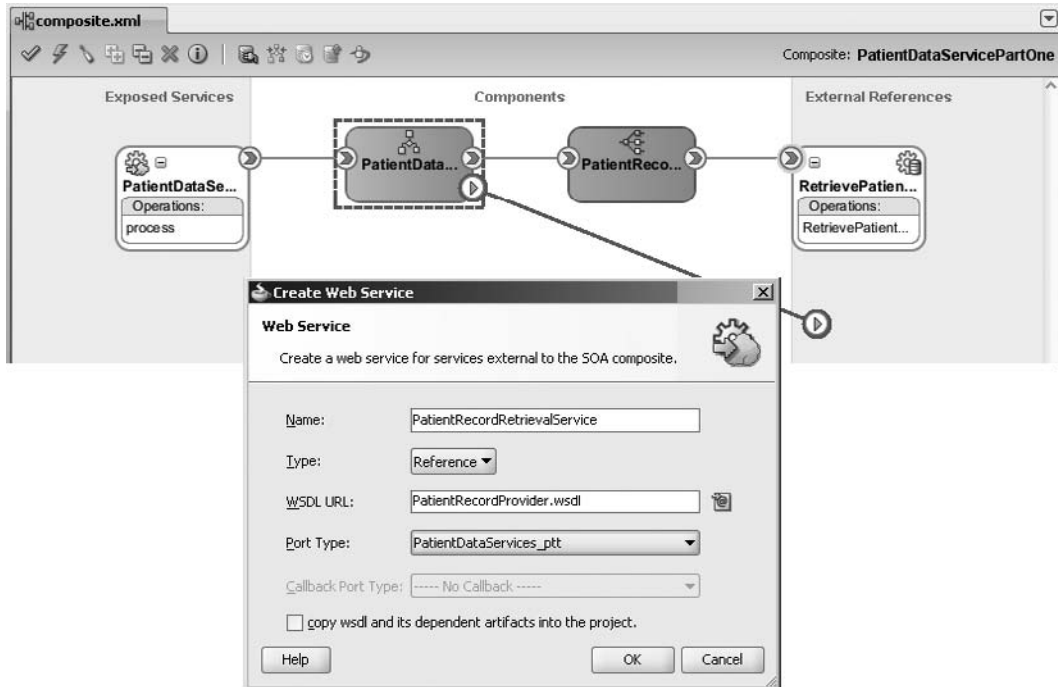 composite.xml
Composite: PatientDataServicePartOne
Exposed Services
Components
External References
PatientDataSe...
Operations:
process
PatientData...
PatientReco...
RetrievePatien...
Operations:
RetrievePatient...
Create Web Service
Web Service
Create a web service for services external to the SOA composite.
Name: PatientRecordRetrievalService
Type: Reference
WSDL URL: PatientRecordProvider.wsdl
Port Type: PatientDataServices_ptt
Callback Port Type: ----- No Callback -----
copy wsdl and its dependent artifacts into the project.
Help OK Cancel